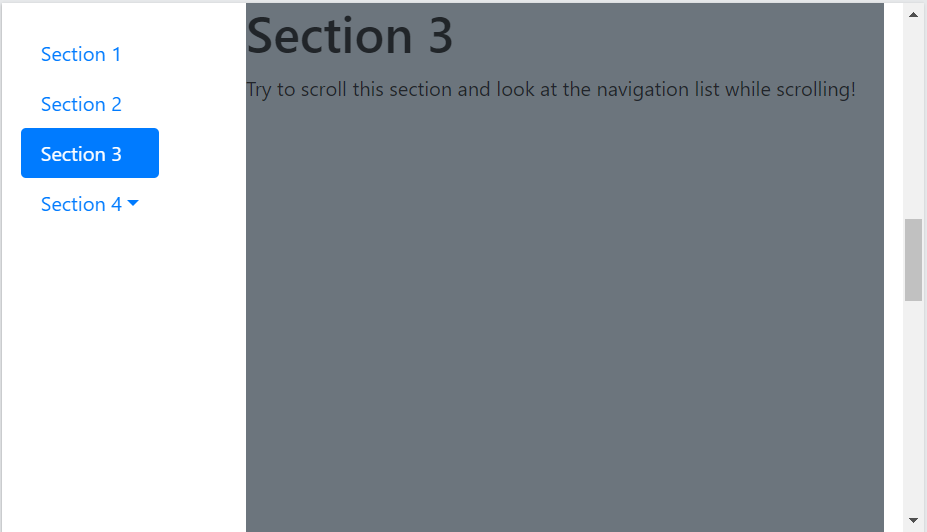 Section 1
Section 2
Section 3
Section 4
Section 3
Try to scroll this section and look at the navigation list while scrolling!